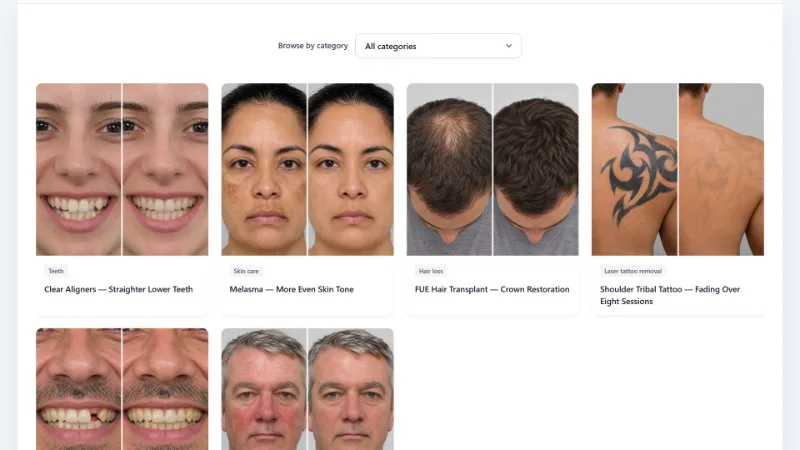 Browse by category
All categories
Teeth
Clear Aligners — Straighter Lower Teeth
Skin care
Melasma — More Even Skin Tone
Hair loss
FUE Hair Transplant — Crown Restoration
Laser tattoo removal
Shoulder Tribal Tattoo — Fading Over
Eight Sessions